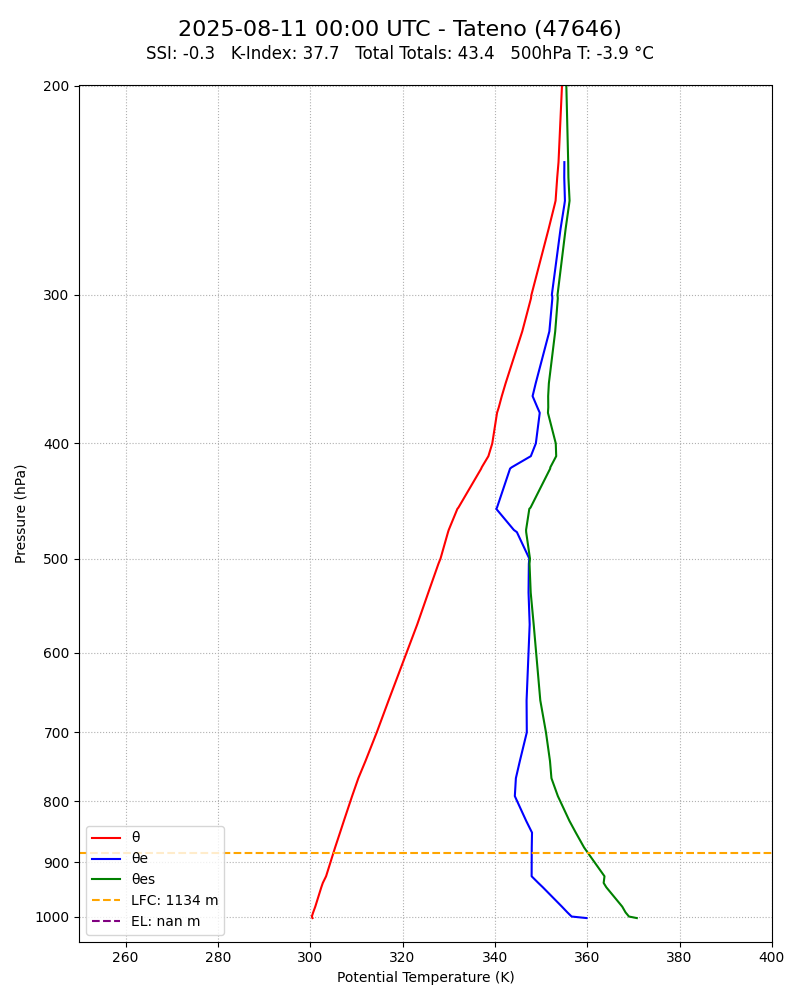 2025-08-11 00:00 UTC - Tateno (47646)
SSI: -0.3   K-Index: 37.7   Total Totals: 43.4   500hPa T: -3.9 °C
200
300
400
500
600
700
800
900
1000
Pressure (hPa)
θ
θe
θes
LFC: 1134 m
EL: nan m
260 280 300 320 340 360 380 400
Potential Temperature (K)